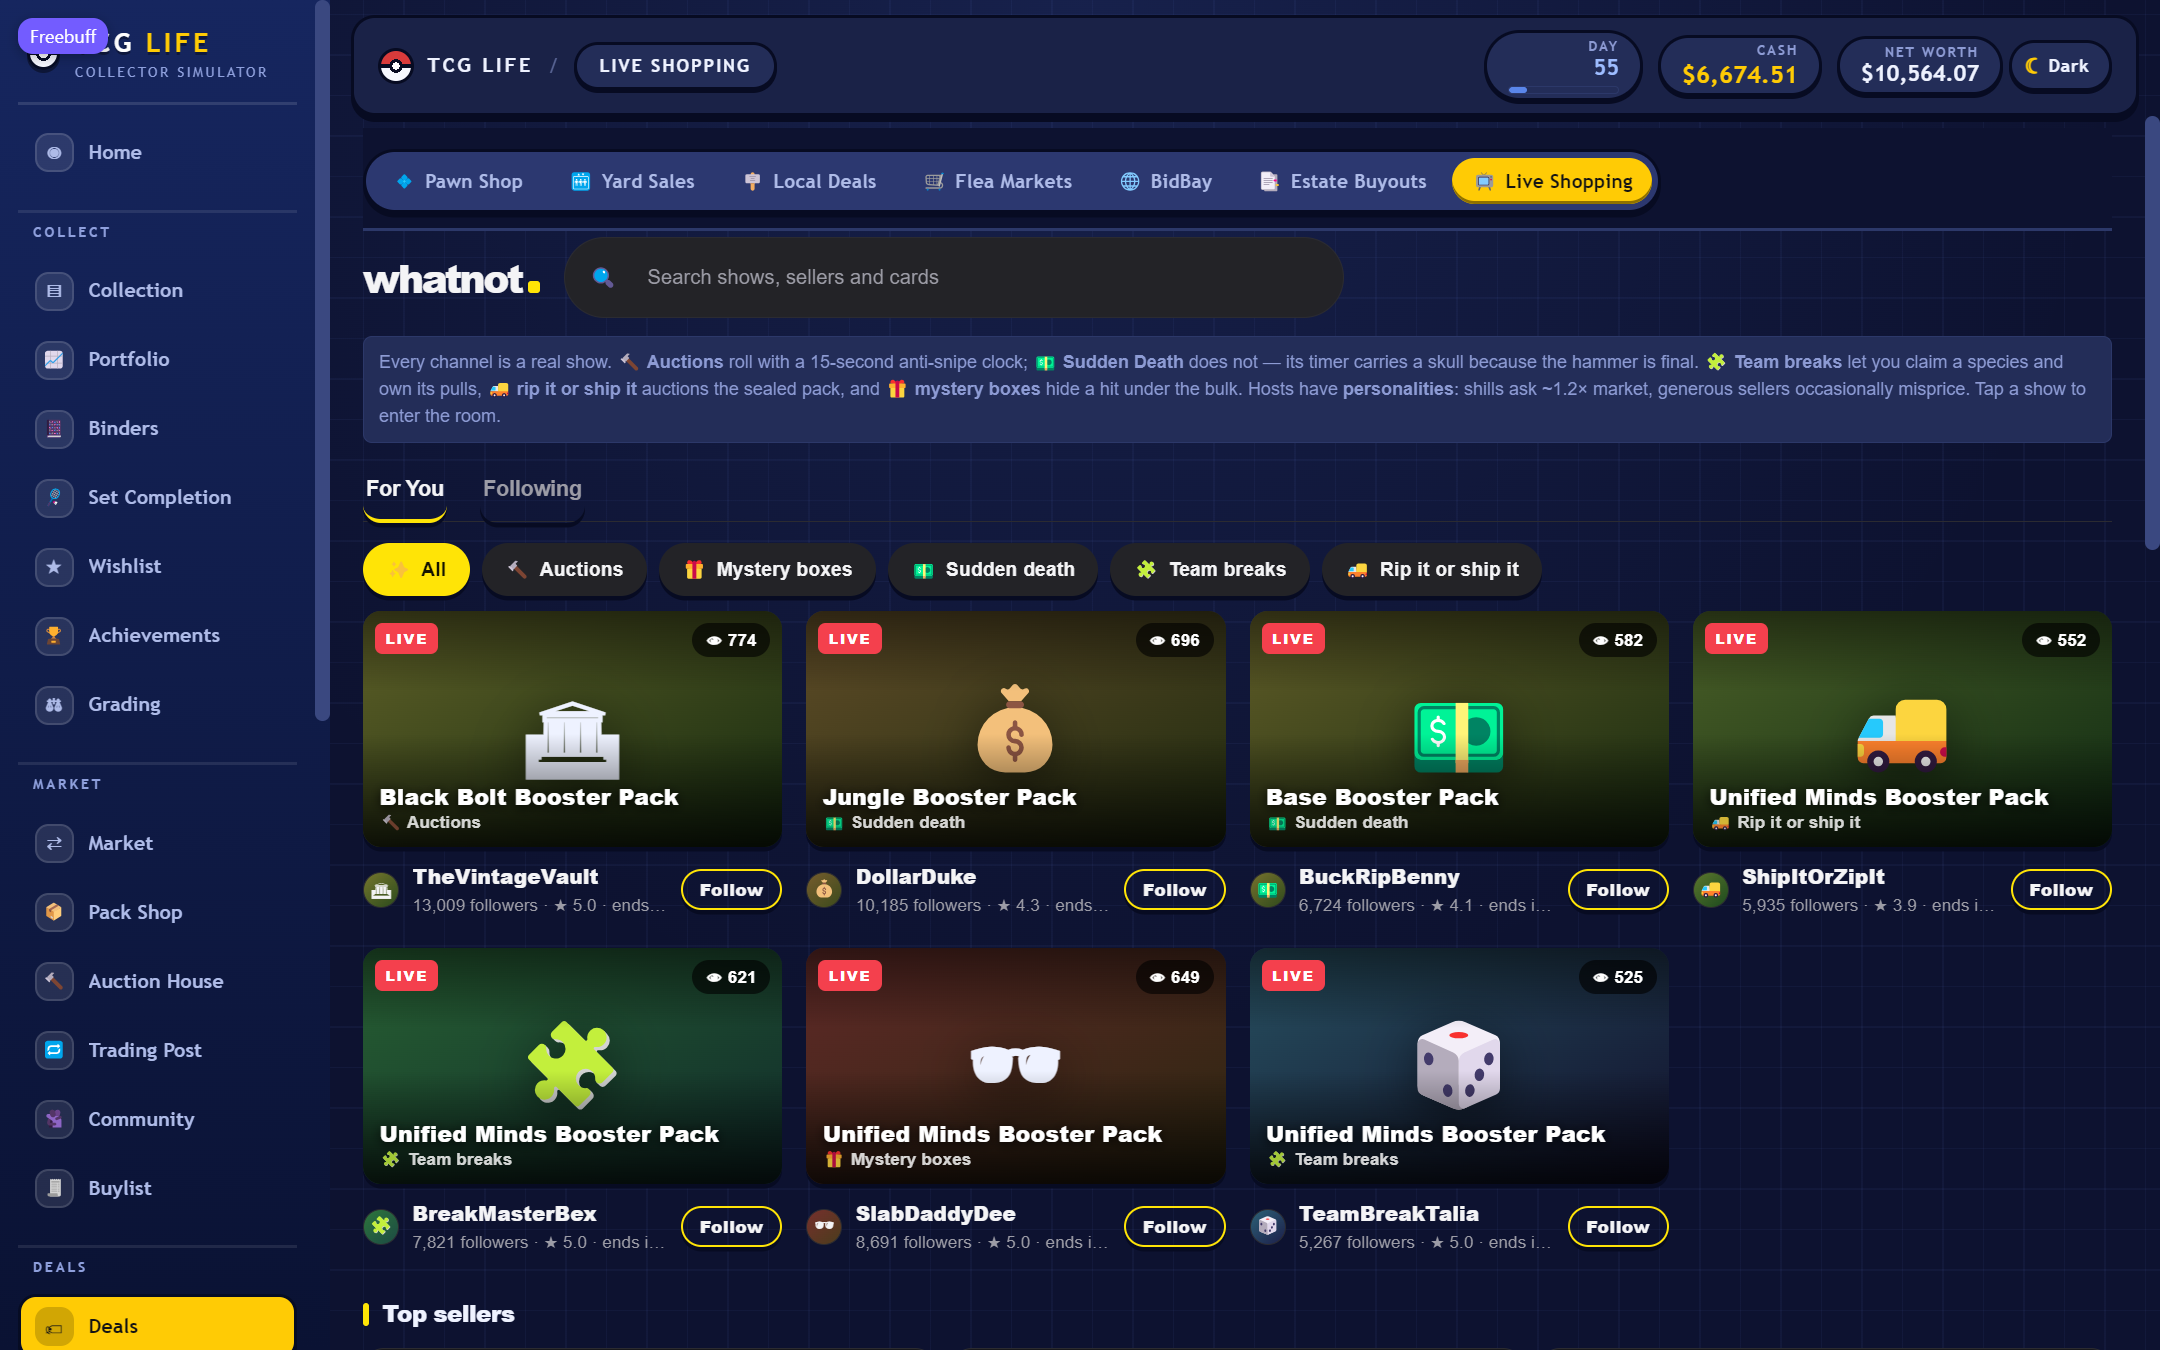 Freebuff
CG LIFE
COLLECTOR SIMULATOR
Home
COLLECT
Collection
Portfolio
Binders
Set Completion
Wishlist
Achievements
Grading
MARKET
Market
Pack Shop
Auction House
Trading Post
Community
Buylist
DEALS
Deals
TCG LIFE / LIVE SHOPPING
DAY
55
CASH
$6,674.51
NET WORTH
$10,564.07
Dark
Pawn Shop
Yard Sales
Local Deals
Flea Markets
BidBay
Estate Buyouts
Live Shopping
whatnot.
Search shows, sellers and cards
Every channel is a real show. 🔨 Auctions roll with a 15-second anti-snipe clock; 💵 Sudden Death does not — its timer carries a skull because the hammer is final. 🧩 Team breaks let you claim a species and
own its pulls, 🚚 rip it or ship it auctions the sealed pack, and 🎁 mystery boxes hide a hit under the bulk. Hosts have personalities: shills ask ~1.2× market, generous sellers occasionally misprice. Tap a show to
enter the room.
For You
Following
All
Auctions
Mystery boxes
Sudden death
Team breaks
Rip it or ship it
LIVE
774
Black Bolt Booster Pack
Auctions
TheVintageVault
13,009 followers · ★ 5.0 · ends...
Follow
LIVE
696
Jungle Booster Pack
Sudden death
DollarDuke
10,185 followers · ★ 4.3 · ends...
Follow
LIVE
582
Base Booster Pack
Sudden death
BuckRipBenny
6,724 followers · ★ 4.1 · ends i...
Follow
LIVE
552
Unified Minds Booster Pack
Rip it or ship it
ShipItOrZipIt
5,935 followers · ★ 3.9 · ends i...
Follow
LIVE
621
Unified Minds Booster Pack
Team breaks
BreakMasterBex
7,821 followers · ★ 5.0 · ends i...
Follow
LIVE
649
Unified Minds Booster Pack
Mystery boxes
SlabDaddyDee
8,691 followers · ★ 5.0 · ends i...
Follow
LIVE
525
Unified Minds Booster Pack
Team breaks
TeamBreakTalia
5,267 followers · ★ 5.0 · ends i...
Follow
Top sellers